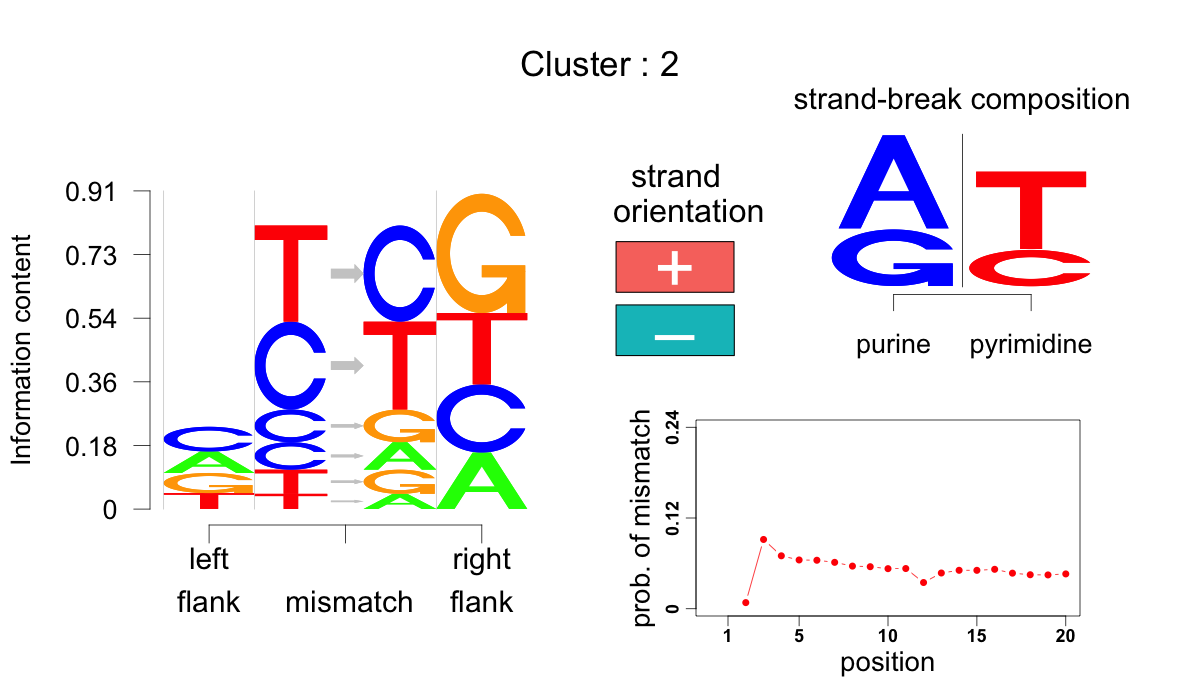 Cluster : 2
strand-break composition
A
G
T
C
purine
pyrimidine
strand
orientation
+
−
Information content
0.91
0.73
0.54
0.36
0.18
0
C
A
G
T
T
C
C
C
T
T
C
T
G
A
G
A
G
T
C
A
left
flank
mismatch
right
flank
prob. of mismatch
0.24
0.12
0
1
5
10
15
20
position